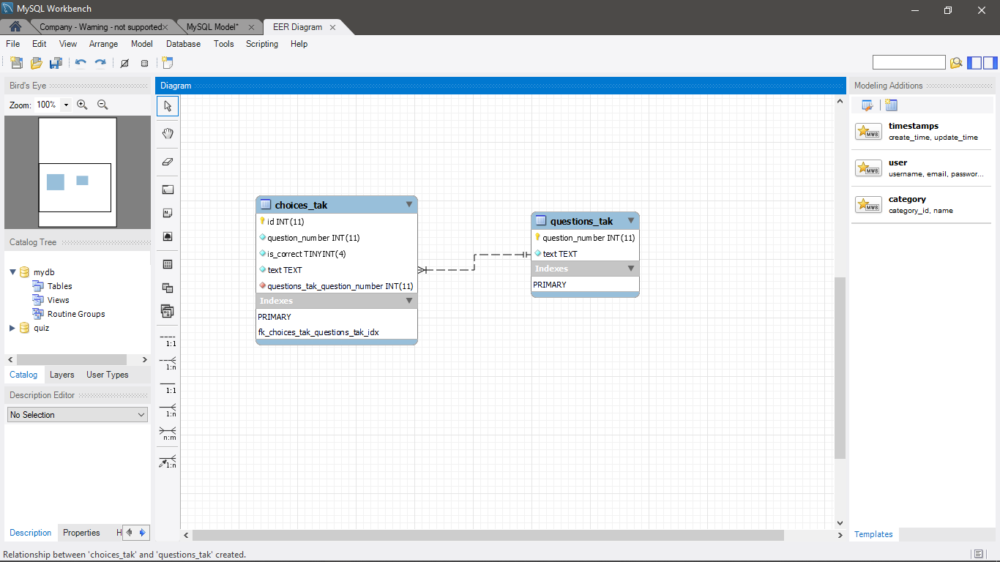 MySQL Workbench
Company - Warning - not supported
MySQL Model*
EER Diagram
File Edit View Arrange Model Database Tools Scripting Help
Bird's Eye
Zoom: 100%
Catalog Tree
mydb
Tables
Views
Routine Groups
quiz
Catalog Layers User Types
Description Editor
No Selection
Description Properties H
Diagram
1:1
1:n
1:1
1:n
n:m
1:n
choices_tak
id INT(11)
question_number INT(11)
is_correct TINYINT(4)
text TEXT
questions_tak_question_number INT(11)
Indexes
PRIMARY
fk_choices_tak_questions_tak_idx
questions_tak
question_number INT(11)
text TEXT
Indexes
PRIMARY
Modeling Additions
MWB
timestamps
create_time, update_time
MWB
user
username, email, passwor...
MWB
category
category_id, name
Templates
Relationship between 'choices_tak' and 'questions_tak' created.